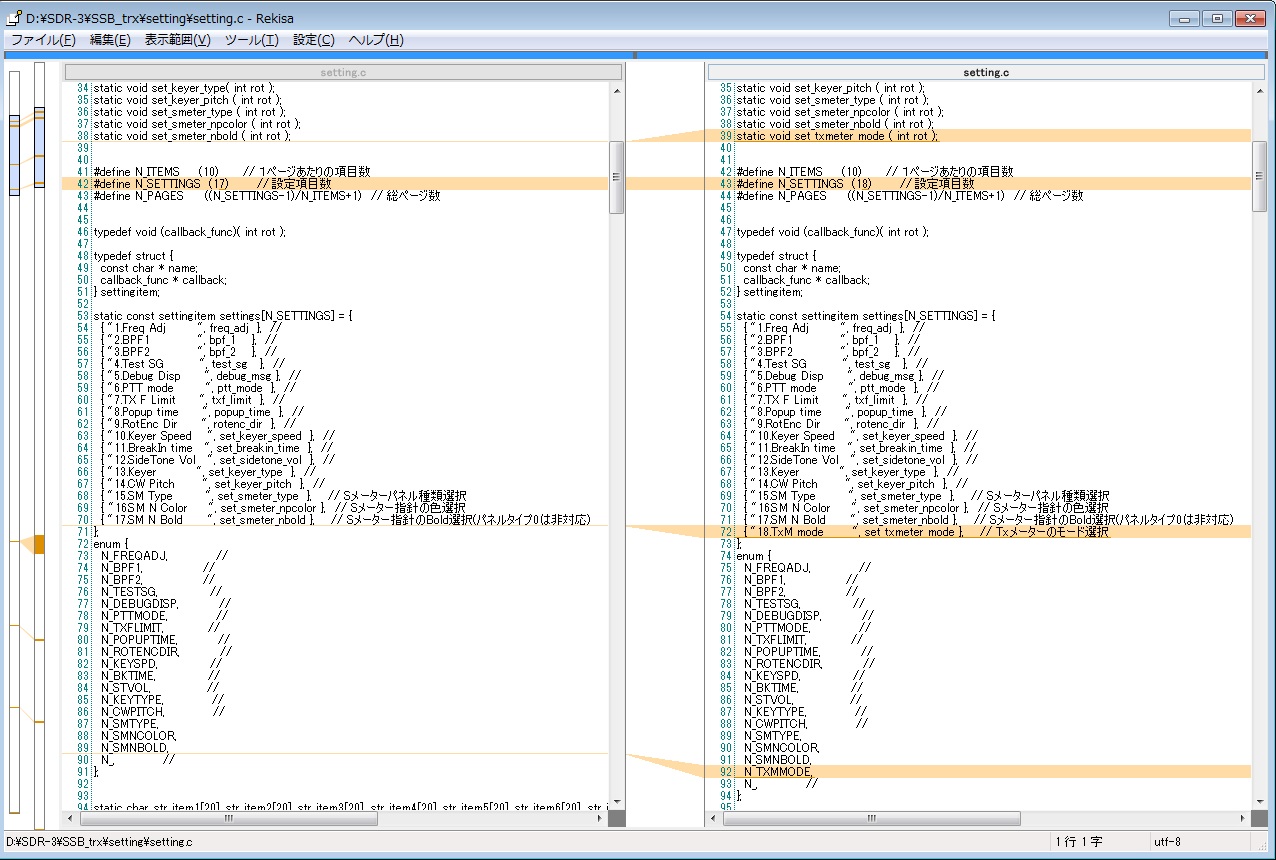 D:¥SDR-3¥SSB_trx¥setting¥setting.c - Rekisa
ファイル(F) 編集(E) 表示範囲(V) ツール(T) 設定(C) ヘルプ(H)
setting.c
34 static void set_keyer_type( int rot );
35 static void set_keyer_pitch ( int rot );
36 static void set_smeter_type ( int rot );
37 static void set_smeter_npcolor ( int rot );
38 static void set_smeter_nbold ( int rot );
39
40
41 #define N_ITEMS (10) // 1ページあたりの項目数
42 #define N_SETTINGS (17) // 設定項目数
43 #define N_PAGES ((N_SETTINGS-1)/N_ITEMS+1) // 総ページ数
44
45
46 typedef void (callback_func)( int rot );
47
48 typedef struct {
49 const char * name;
50 callback_func * callback;
51 } settingitem;
52
53 static const settingitem settings[N_SETTINGS] = {
54 { "1.Freq Adj ", freq_adj }, //
55 { "2.BPF1 ", bpf_1 }, //
56 { "3.BPF2 ", bpf_2 }, //
57 { "4.Test SG ", test_sg }, //
58 { "5.Debug Disp ", debug_msg }, //
59 { "6.PTT mode ", ptt_mode }, //
60 { "7.TX F Limit ", txf_limit }, //
61 { "8.Popup time ", popup_time }, //
62 { "9.RotEnc Dir ", rotenc_dir }, //
63 { "10.Keyer Speed ", set_keyer_speed }, //
64 { "11.BreakIn time ", set_breakin_time }, //
65 { "12.SideTone Vol ", set_sidetone_vol }, //
66 { "13.Keyer ", set_keyer_type }, //
67 { "14.CW Pitch ", set_keyer_pitch }, //
68 { "15.SM Type ", set_smeter_type }, // Sメーターパネル種類選択
69 { "16SM N Color ", set_smeter_npcolor }, // Sメーター指針の色選択
70 { "17SM N Bold ", set_smeter_nbold }, // Sメーター指針のBold選択(パネルタイプ0は非対応)
71 };
72 enum {
73 N_FREQADJ, //
74 N_BPF1, //
75 N_BPF2, //
76 N_TESTSG, //
77 N_DEBUGDISP, //
78 N_PTTMODE, //
79 N_TXFLIMIT, //
80 N_POPUPTIME, //
81 N_ROTENCDIR, //
82 N_KEYSPD, //
83 N_BKTIME, //
84 N_STVOL, //
85 N_KEYTYPE, //
86 N_CWPITCH, //
87 N_SMTYPE,
88 N_SMNCOLOR,
89 N_SMNBOLD,
90 N_, //
91 };
92
93
94 static char str_item1[20], str_item2[20], str_item3[20], str_item4[20], str_item5[20], str_item6[20], str_i
setting.c
35 static void set_keyer_pitch ( int rot );
36 static void set_smeter_type ( int rot );
37 static void set_smeter_npcolor ( int rot );
38 static void set_smeter_nbold ( int rot );
39 static void set_txmeter_mode ( int rot );
40
41
41 #define N_ITEMS (10) // 1ページあたりの項目数
43 #define N_SETTINGS (18) // 設定項目数
44 #define N_PAGES ((N_SETTINGS-1)/N_ITEMS+1) // 総ページ数
45
46
47 typedef void (callback_func)( int rot );
48
49 typedef struct {
50 const char * name;
51 callback_func * callback;
52 } settingitem;
53
54 static const settingitem settings[N_SETTINGS] = {
55 { "1.Freq Adj ", freq_adj }, //
56 { "2.BPF1 ", bpf_1 }, //
57 { "3.BPF2 ", bpf_2 }, //
58 { "4.Test SG ", test_sg }, //
59 { "5.Debug Disp ", debug_msg }, //
60 { "6.PTT mode ", ptt_mode }, //
61 { "7.TX F Limit ", txf_limit }, //
62 { "8.Popup time ", popup_time }, //
63 { "9.RotEnc Dir ", rotenc_dir }, //
64 { "10.Keyer Speed ", set_keyer_speed }, //
65 { "11.BreakIn time ", set_breakin_time }, //
66 { "12.SideTone Vol ", set_sidetone_vol }, //
67 { "13.Keyer ", set_keyer_type }, //
68 { "14.CW Pitch ", set_keyer_pitch }, //
69 { "15.SM Type ", set_smeter_type }, // Sメーターパネル種類選択
70 { "16SM N Color ", set_smeter_npcolor }, // Sメーター指針の色選択
71 { "17SM N Bold ", set_smeter_nbold }, // Sメーター指針のBold選択(パネルタイプ0は非対応)
72 { "18.TxM mode ", set_txmeter_mode }, // Txメーターのモード選択
73 };
74 enum {
75 N_FREQADJ, //
76 N_BPF1, //
77 N_BPF2, //
78 N_TESTSG, //
79 N_DEBUGDISP, //
80 N_PTTMODE, //
81 N_TXFLIMIT, //
82 N_POPUPTIME, //
83 N_ROTENCDIR, //
84 N_KEYSPD, //
85 N_BKTIME, //
86 N_STVOL, //
87 N_KEYTYPE, //
88 N_CWPITCH, //
89 N_SMTYPE,
90 N_SMNCOLOR,
91 N_SMNBOLD,
92 N_TXMMODE,
93 N_, //
94 };
95
D:¥SDR-3¥SSB_trx¥setting¥setting.c 1 行 1 字 utf-8